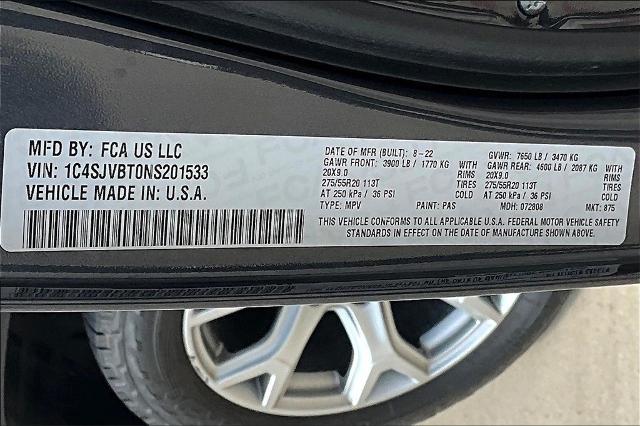 MFD BY: FCA US LLC
VIN: 1C4SJVBT0NS201533
VEHICLE MADE IN: U.S.A.
DATE OF MFR (BUILT): 8-22 GVWR: 7650 LB / 3470 KG
GAWR FRONT: 3900 LB / 1770 KG WITH GAWR REAR: 4600 LB / 2087 KG WITH
20X9.0 RIMS 20X9.0 RIMS
275/55R20 113T TIRES 275/55R20 113T TIRES
AT 250 kPa / 36 PSI COLD AT 250 kPa / 36 PSI COLD
TYPE: MPV PAINT: PAS MDH: 072808 MKT: 875
THIS VEHICLE CONFORMS TO ALL APPLICABLE U.S.A. FEDERAL MOTOR VEHICLE SAFETY
STANDARDS IN EFFECT ON THE DATE OF MANUFACTURE SHOWN ABOVE